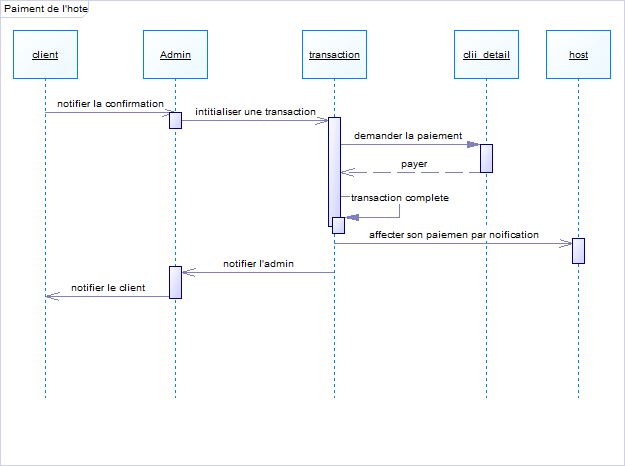 Paiment de l'hote
client
Admin
transaction
clii_detail
host
notifier la confirmation
intitialiser une transaction
demander la paiement
payer
transaction complete
affecter son paiemen par noification
notifier l'admin
notifier le client